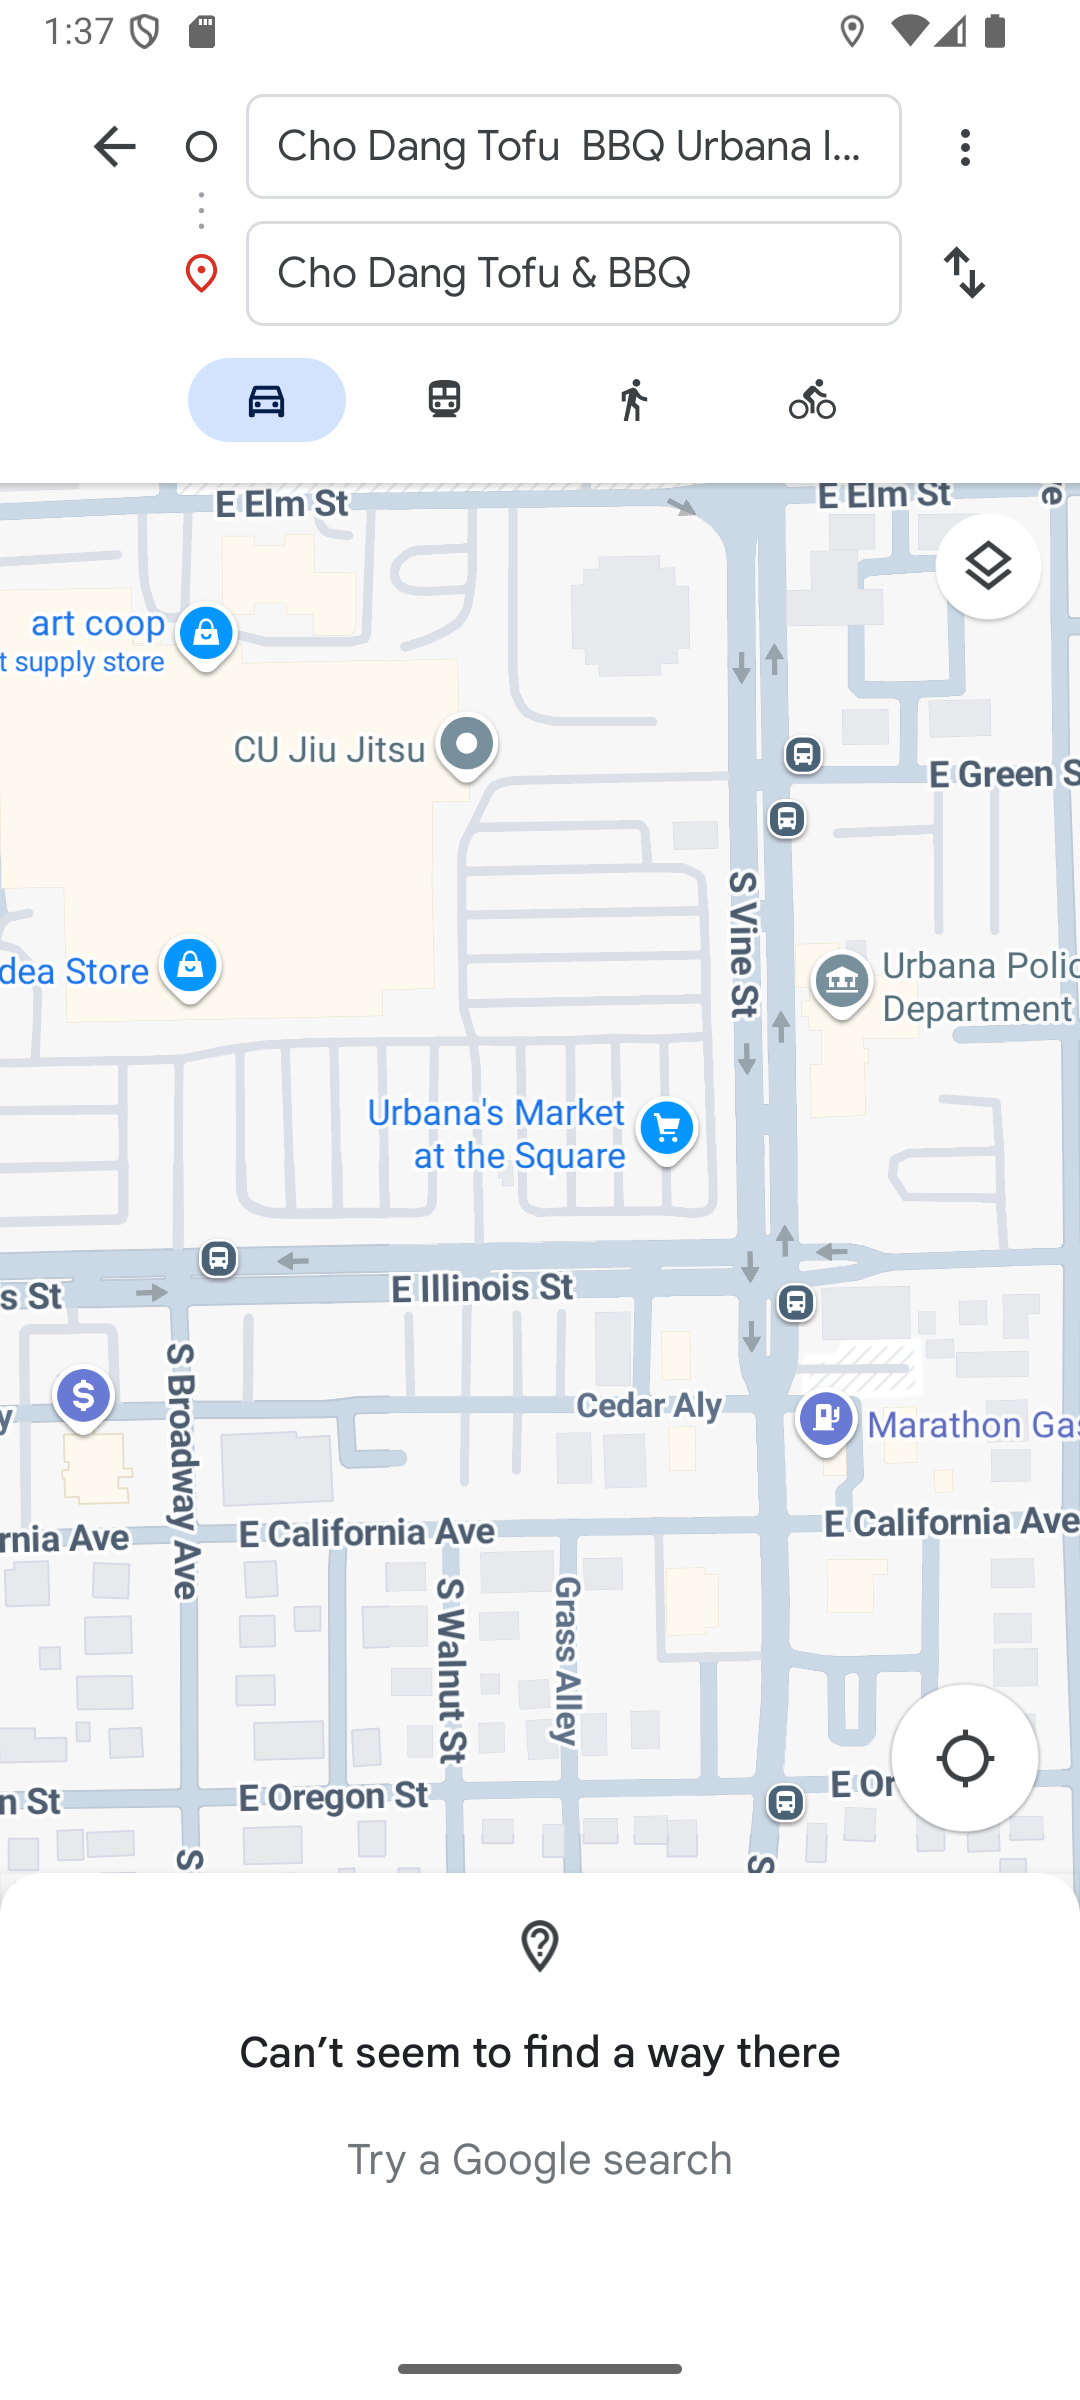 1:37
Cho Dang Tofu  BBQ Urbana I...
Cho Dang Tofu & BBQ
E Elm St
E Elm St
e
art coop
t supply store
CU Jiu Jitsu
E Green S
S Vine St
dea Store
Urbana Polic
Department
Urbana's Market
at the Square
E Illinois St
s St
S Broadway Ave
Cedar Aly
y
Marathon Gas
rnia Ave
E California Ave
E California Ave
S Walnut St
Grass Alley
n St
E Oregon St
E Or
S
S
Can't seem to find a way there
Try a Google search